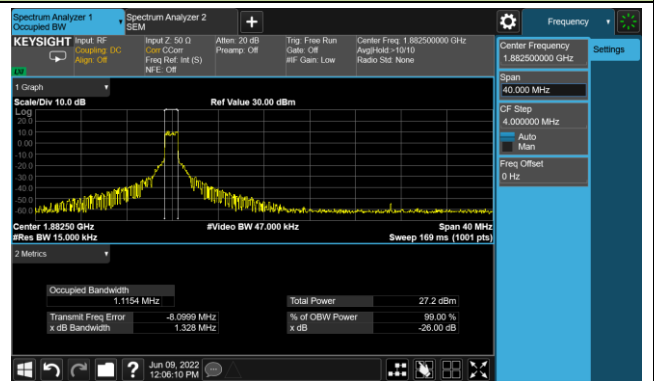 Spectrum Analyzer 1
Occupied BW
Spectrum Analyzer 2
SEM
Frequency
KEYSIGHT
Input: RF
Coupling: DC
Align: Off
Input Z: 50 Ω
Corr CCorr
Freq Ref: Int (S)
NFE: Off
Atten: 20 dB
Preamp: Off
Trig: Free Run
Gate: Off
#IF Gain: Low
Center Freq: 1.882500000 GHz
Avg|Hold:>10/10
Radio Std: None
Center Frequency
1.882500000 GHz
Settings
Span
40.000 MHz
CF Step
4.000000 MHz
Auto
Man
Freq Offset
0 Hz
1 Graph
Scale/Div 10.0 dB
Ref Value 30.00 dBm
Log
20.0
10.0
0.00
-10.0
-20.0
-30.0
-40.0
-50.0
-60.0
Center 1.88250 GHz
#Video BW 47.000 kHz
Span 40 MHz
#Res BW 15.000 kHz
Sweep 169 ms (1001 pts)
2 Metrics
Occupied Bandwidth
1.1154 MHz
Total Power
27.2 dBm
Transmit Freq Error
-8.0999 MHz
% of OBW Power
99.00 %
x dB Bandwidth
1.328 MHz
x dB
-26.00 dB
Jun 09, 2022
12:06:10 PM